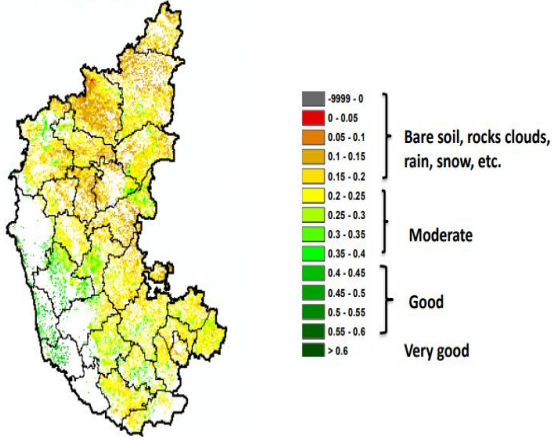 -9999 - 0
0 - 0.05
0.05 - 0.1
0.1 - 0.15
0.15 - 0.2
0.2 - 0.25
0.25 - 0.3
0.3 - 0.35
0.35 - 0.4
0.4 - 0.45
0.45 - 0.5
0.5 - 0.55
0.55 - 0.6
> 0.6
Bare soil, rocks clouds,
rain, snow, etc.
Moderate
Good
Very good